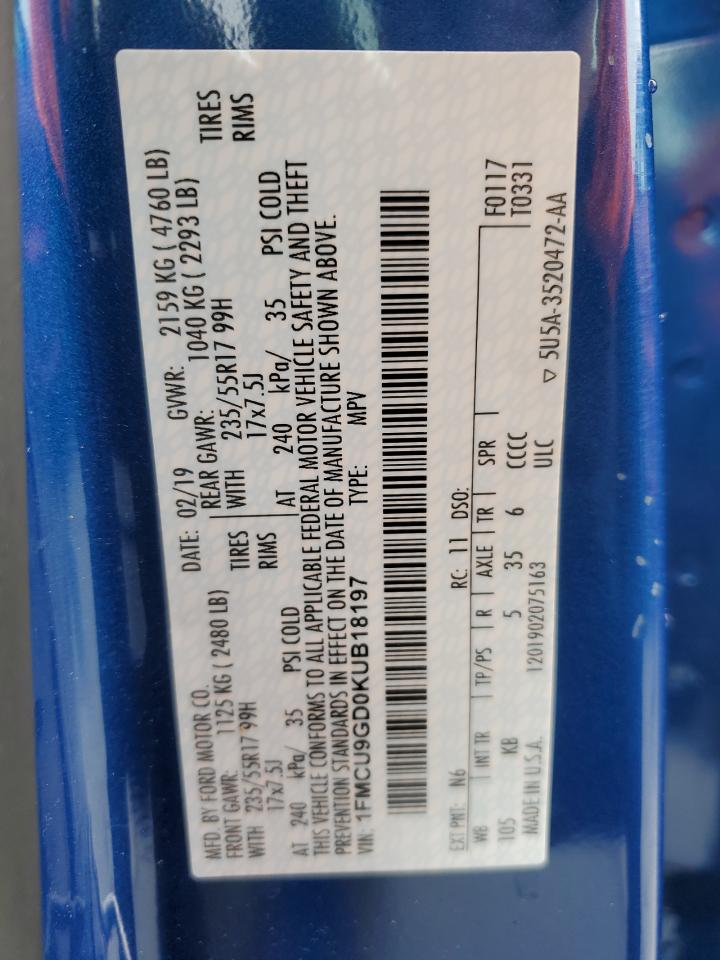 MFD. BY FORD MOTOR CO. DATE: 02/19 GVWR: 2159 KG ( 4760 LB)
FRONT GAWR: 1125 KG ( 2480 LB) REAR GAWR: 1040 KG ( 2293 LB)
WITH 235/55R17 99H TIRES WITH 235/55R17 99H TIRES
17x7.5J RIMS 17x7.5J RIMS
AT 240 kPa/ 35 PSI COLD AT 240 kPa/ 35 PSI COLD
THIS VEHICLE CONFORMS TO ALL APPLICABLE FEDERAL MOTOR VEHICLE SAFETY AND THEFT
PREVENTION STANDARDS IN EFFECT ON THE DATE OF MANUFACTURE SHOWN ABOVE.
VIN: 1FMCU9GD0KUB18197 TYPE: MPV
EXT PNT: N6 RC: 11 DSO: F0117
WB INT TR TP/PS R AXLE TR SPR T0331
105 KB 5 35 6 CCCC
ULC
MADE IN U.S.A. 1201902075163 ▽ 5U5A-3520472-AA